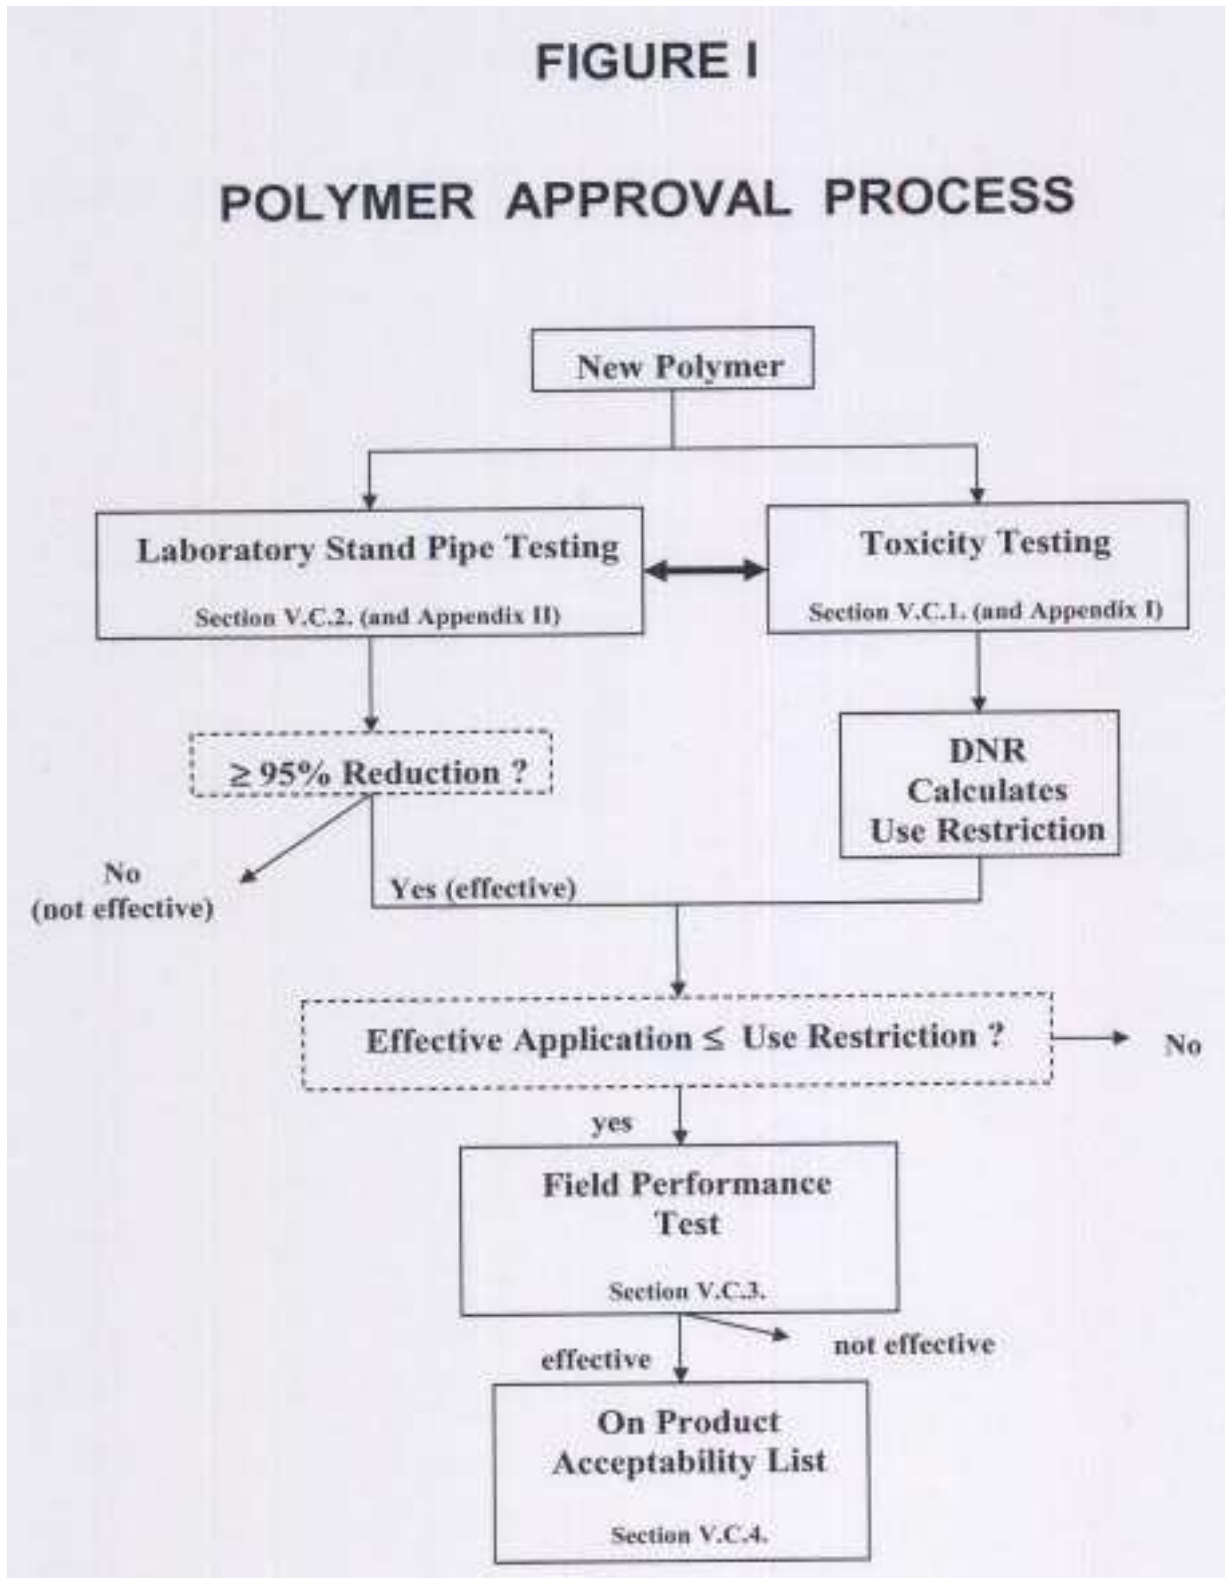 FIGURE I
POLYMER APPROVAL PROCESS
New Polymer
Laboratory Stand Pipe Testing
Section V.C.2. (and Appendix II)
Toxicity Testing
Section V.C.1. (and Appendix I)
≥ 95% Reduction ?
DNR
Calculates
Use Restriction
No
(not effective)
Yes (effective)
Effective Application ≤ Use Restriction ?
No
yes
Field Performance
Test
Section V.C.3.
effective
not effective
On Product
Acceptability List
Section V.C.4.